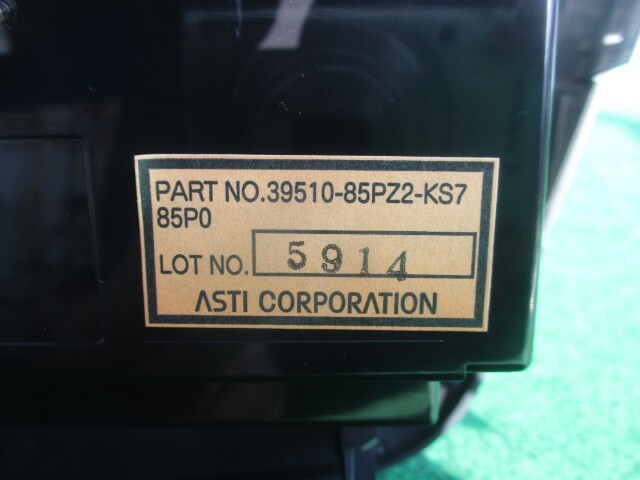 PART NO.39510-85PZ2-KS7
85P0
LOT NO. 5914
ASTI CORPORATION